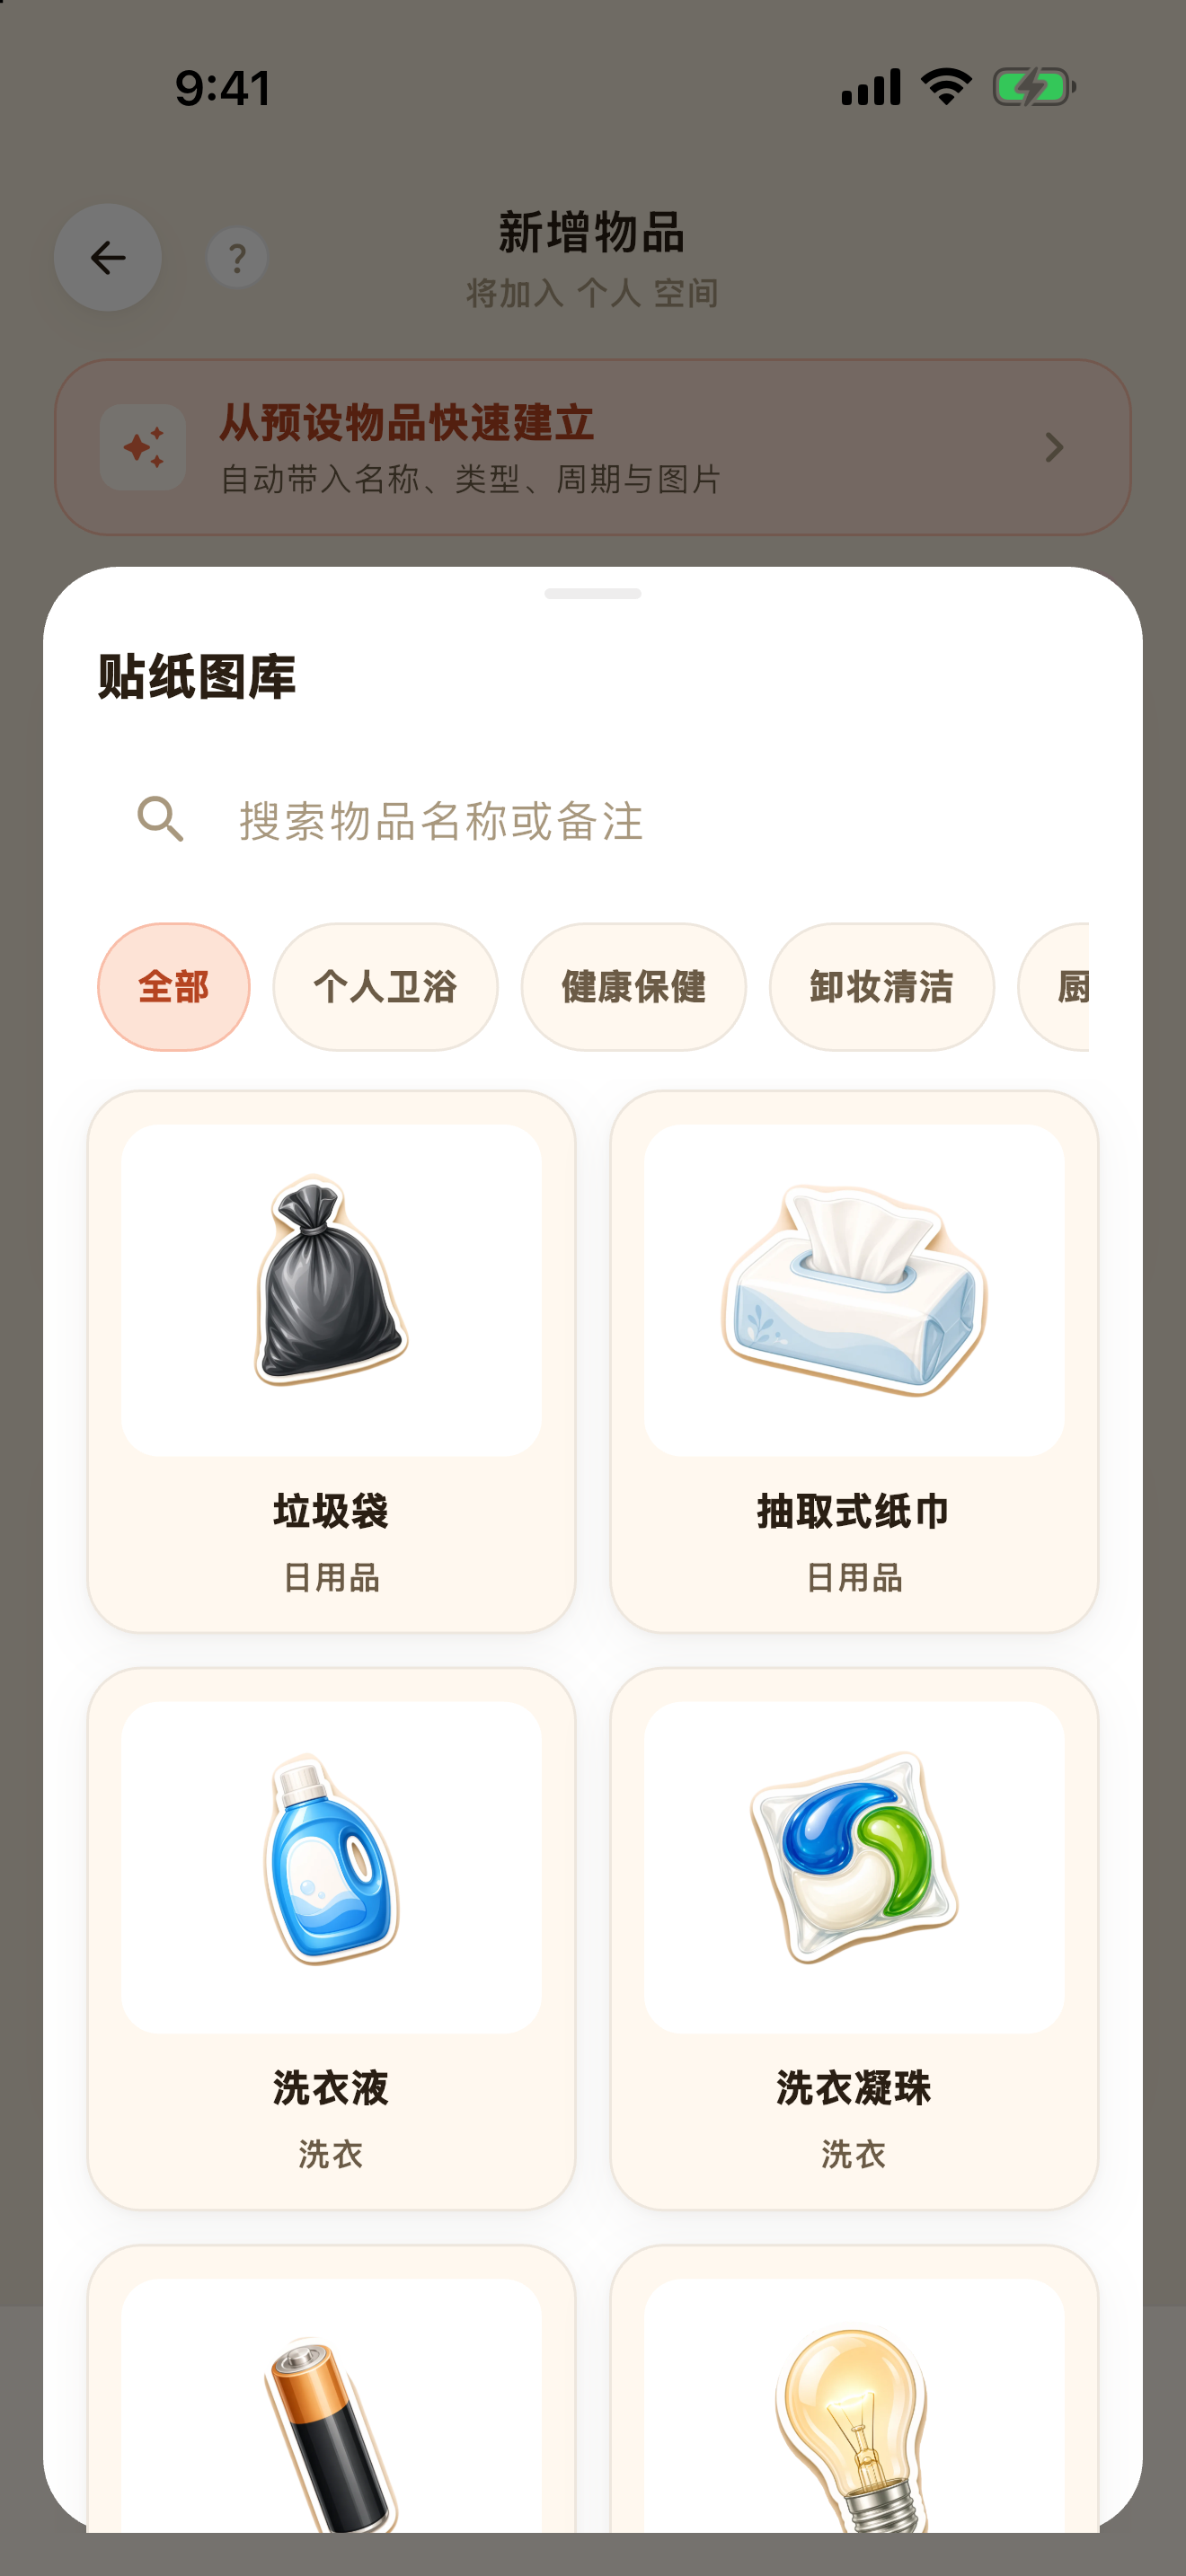 9:41
?
新增物品
将加入 个人 空间
从预设物品快速建立
自动带入名称、类型、周期与图片
贴纸图库
搜索物品名称或备注
全部 个人卫浴 健康保健 卸妆清洁 厨
垃圾袋 抽取式纸巾
日用品 日用品
洗衣液 洗衣凝珠
洗衣 洗衣